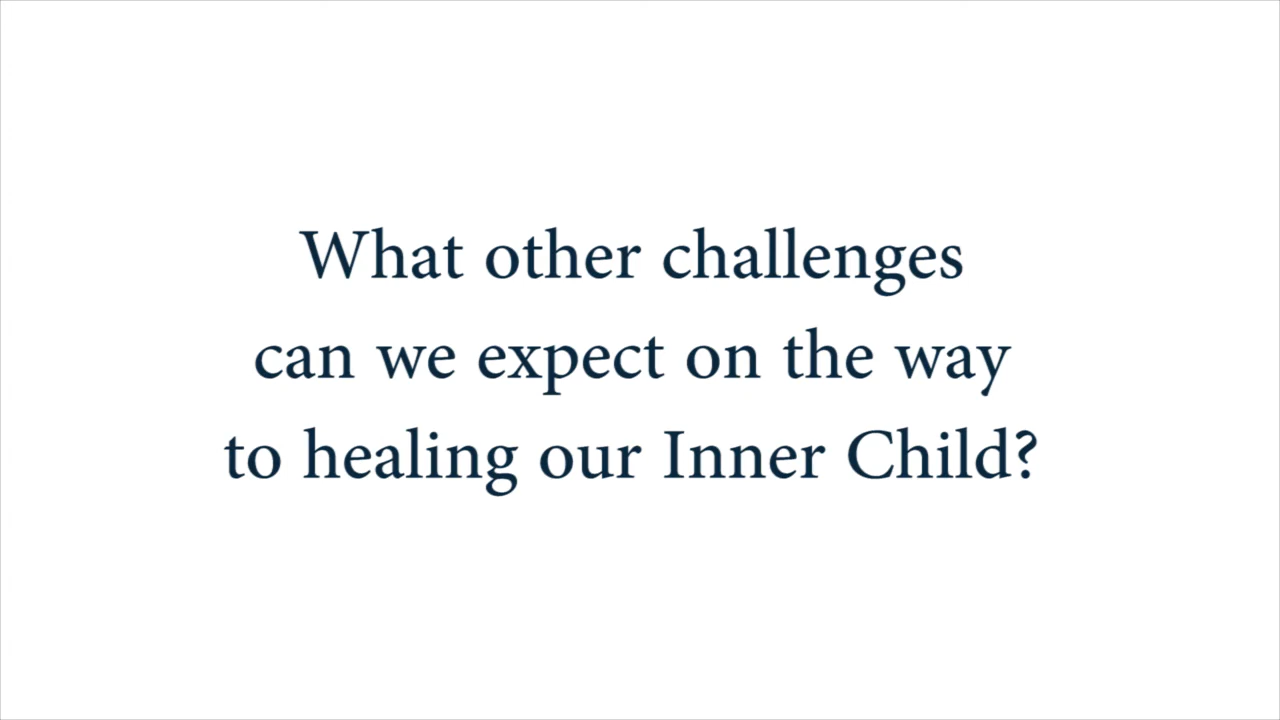 What other challenges
can we expect on the way
to healing our Inner Child?